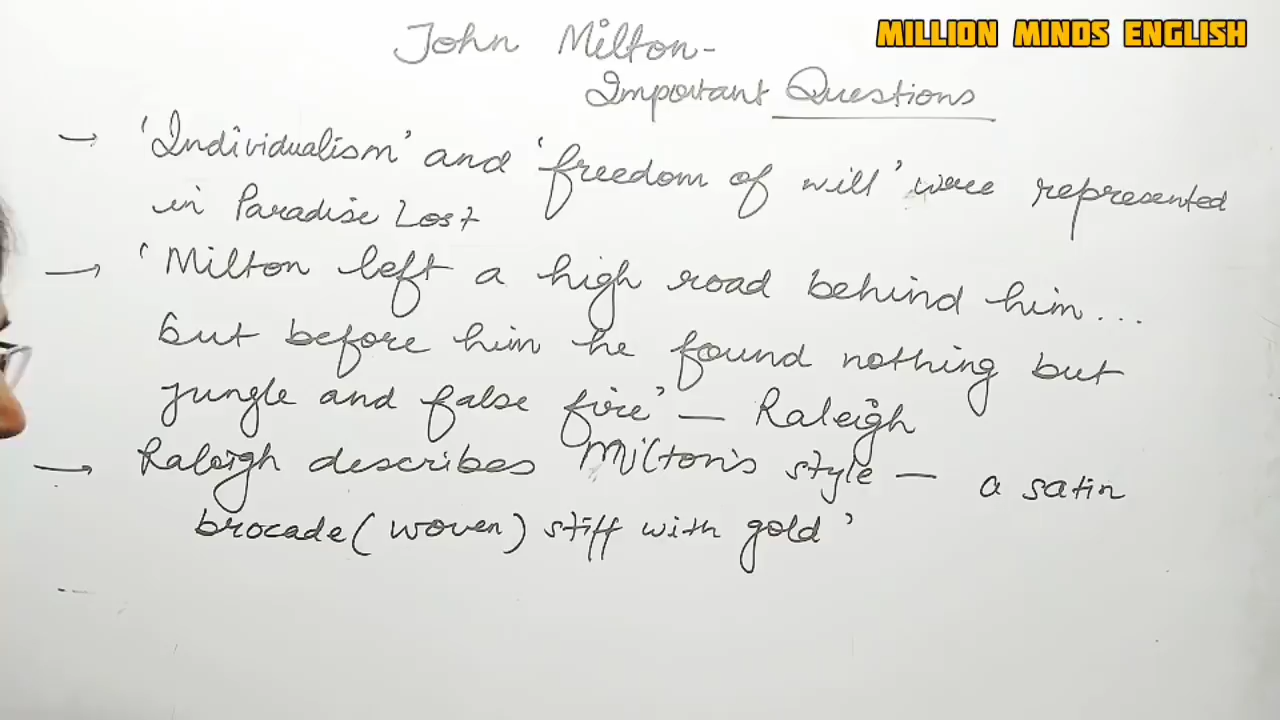 MILLION MINDS ENGLISH
John Milton-
Important Questions
→ 'Individualism' and 'freedom of will' were represented
in Paradise Lost
→ 'Milton left a high road behind him...
but before him he found nothing but
jungle and false fire' — Raleigh
→ Raleigh describes Milton's style — a satin
brocade (woven) stiff with gold'